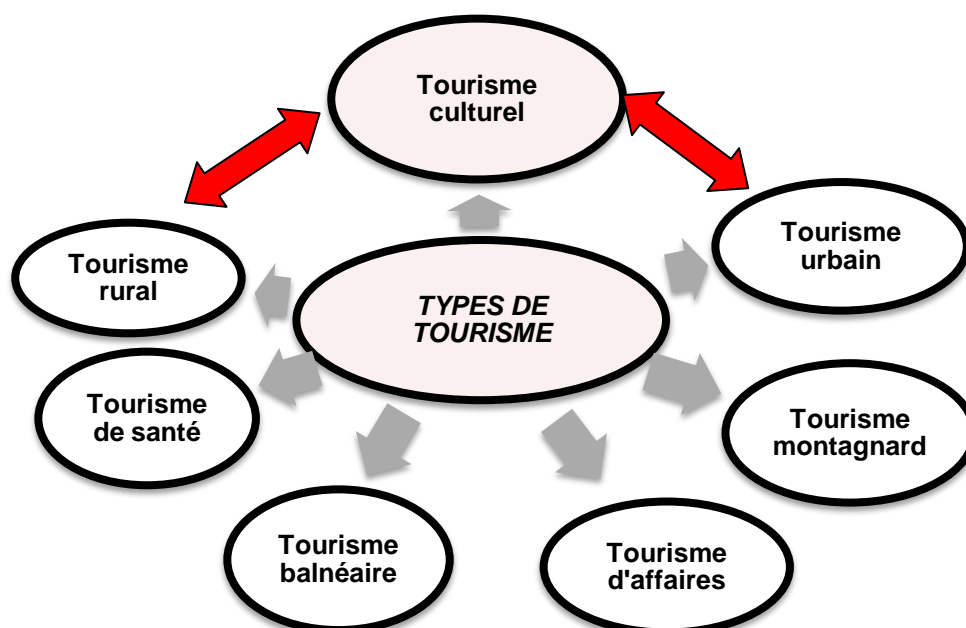 Tourisme
culturel
Tourisme
urbain
Tourisme
rural
TYPES DE
TOURISME
Tourisme
de santé
Tourisme
montagnard
Tourisme
balnéaire
Tourisme
d'affaires